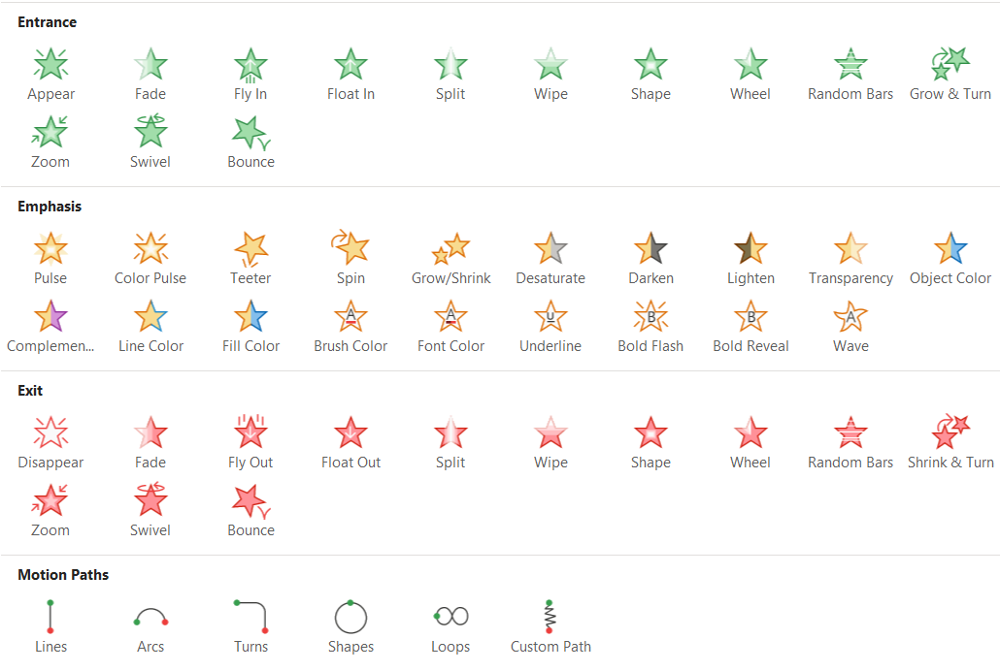 Entrance
Appear Fade Fly In Float In Split Wipe Shape Wheel Random Bars Grow & Turn
Zoom Swivel Bounce
Emphasis
Pulse Color Pulse Teeter Spin Grow/Shrink Desaturate Darken Lighten Transparency Object Color
Complemen... Line Color Fill Color Brush Color Font Color Underline Bold Flash Bold Reveal Wave
Exit
Disappear Fade Fly Out Float Out Split Wipe Shape Wheel Random Bars Shrink & Turn
Zoom Swivel Bounce
Motion Paths
Lines Arcs Turns Shapes Loops Custom Path